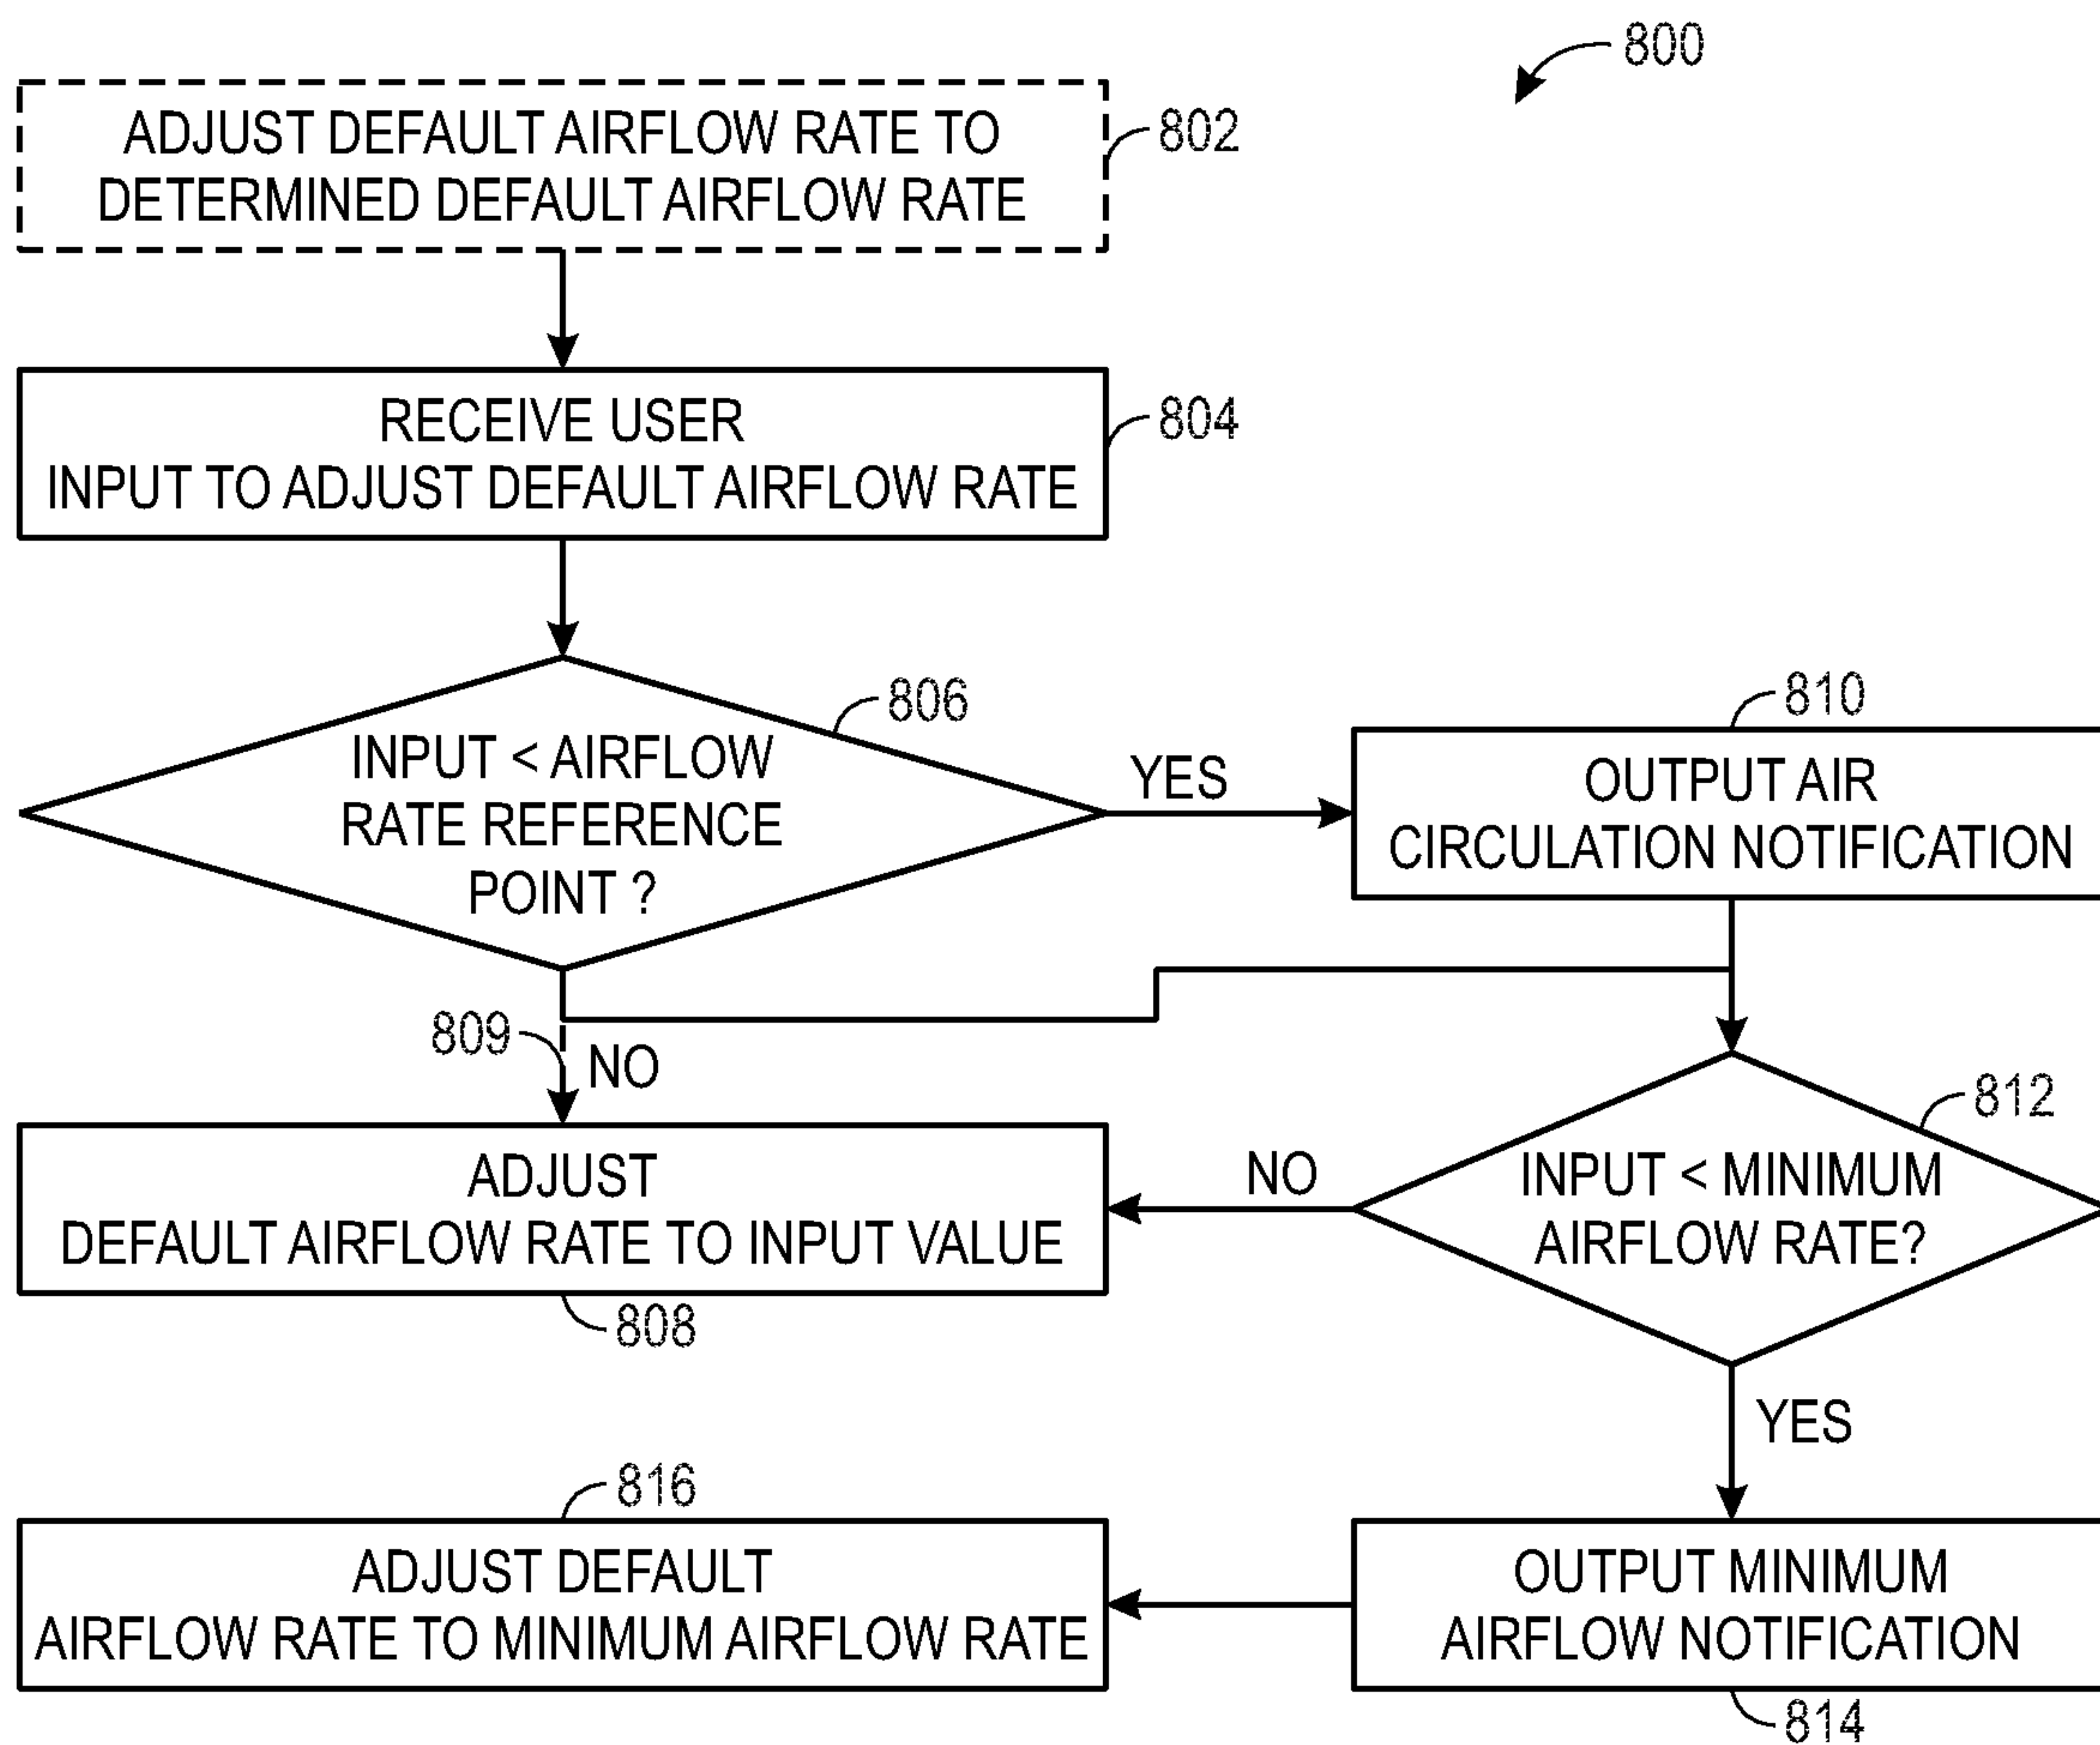 800
ADJUST DEFAULT AIRFLOW RATE TO
DETERMINED DEFAULT AIRFLOW RATE
802
RECEIVE USER
INPUT TO ADJUST DEFAULT AIRFLOW RATE
804
INPUT < AIRFLOW
RATE REFERENCE
POINT ?
806
YES
810
OUTPUT AIR
CIRCULATION NOTIFICATION
809
NO
812
INPUT < MINIMUM
AIRFLOW RATE?
NO
ADJUST
DEFAULT AIRFLOW RATE TO INPUT VALUE
808
YES
OUTPUT MINIMUM
AIRFLOW NOTIFICATION
814
816
ADJUST DEFAULT
AIRFLOW RATE TO MINIMUM AIRFLOW RATE